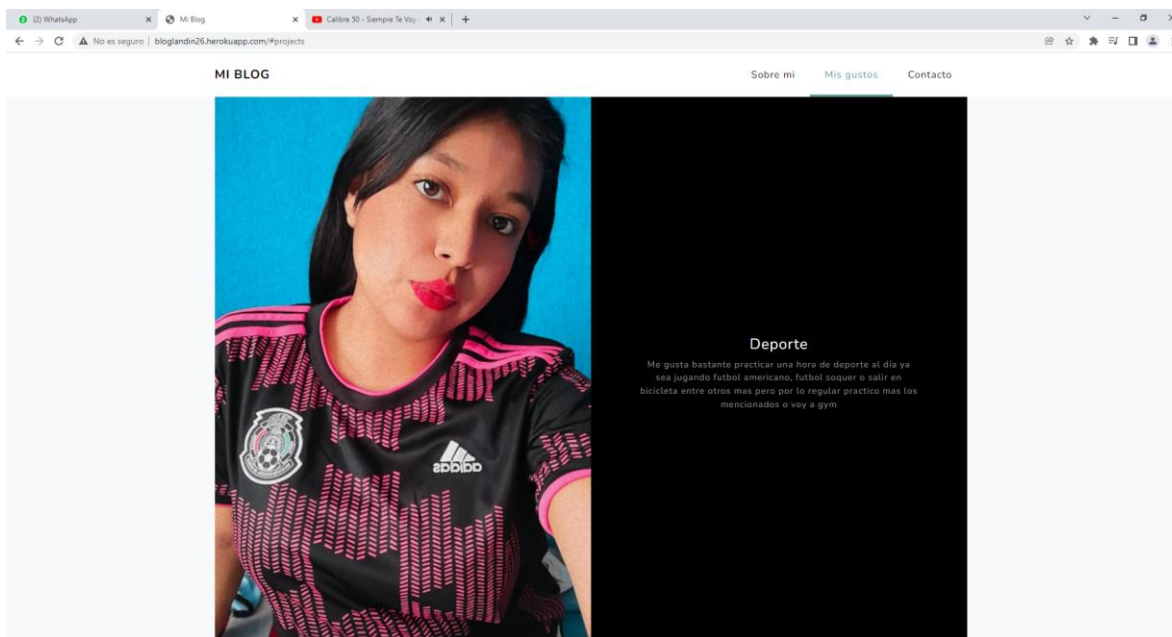 (2) WhatsApp
Mi Blog
Calibre 50 - Siempre Te Voy
No es seguro | bloglandin26.herokuapp.com/#projects
MI BLOG
Sobre mi
Mis gustos
Contacto
adidas
Deporte
Me gusta bastante practicar una hora de deporte al día ya
sea jugando futbol americano, futbol soquer o salir en
bicicleta entre otros mas pero por lo regular practico mas los
mencionados o voy a gym